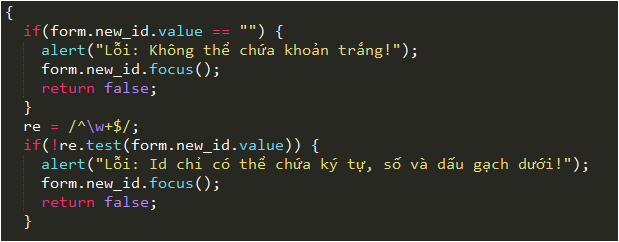 {
if(form.new_id.value == "") {
alert("Lỗi: Không thể chứa khoản trắng!");
form.new_id.focus();
return false;
}
re = /^\w+$/;
if(!re.test(form.new_id.value)) {
alert("Lỗi: Id chỉ có thể chứa ký tự, số và dấu gạch dưới!");
form.new_id.focus();
return false;
}